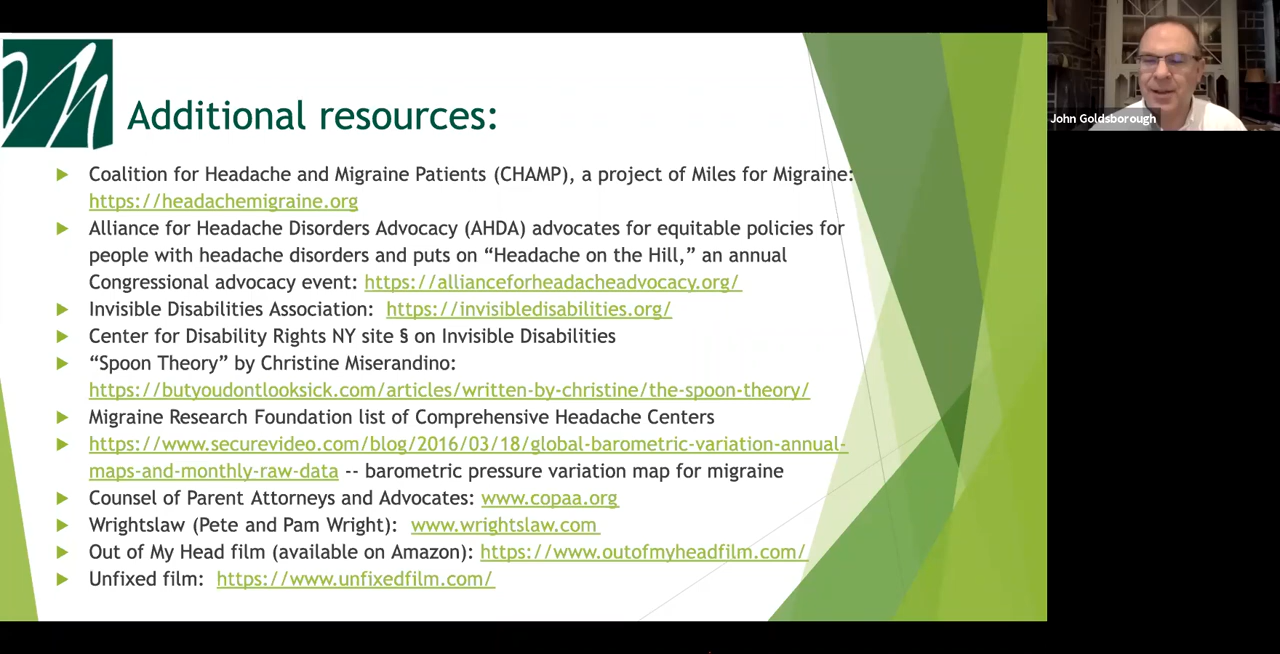 Additional resources:
Coalition for Headache and Migraine Patients (CHAMP), a project of Miles for Migraine:
https://headachemigraine.org
Alliance for Headache Disorders Advocacy (AHDA) advocates for equitable policies for
people with headache disorders and puts on “Headache on the Hill,” an annual
Congressional advocacy event: https://allianceforheadacheadvocacy.org/
Invisible Disabilities Association: https://invisibledisabilities.org/
Center for Disability Rights NY site § on Invisible Disabilities
“Spoon Theory” by Christine Miserandino:
https://butyoudontlooksick.com/articles/written-by-christine/the-spoon-theory/
Migraine Research Foundation list of Comprehensive Headache Centers
https://www.securevideo.com/blog/2016/03/18/global-barometric-variation-annual-
maps-and-monthly-raw-data -- barometric pressure variation map for migraine
Counsel of Parent Attorneys and Advocates: www.copaa.org
Wrightslaw (Pete and Pam Wright): www.wrightslaw.com
Out of My Head film (available on Amazon): https://www.outofmyheadfilm.com/
Unfixed film: https://www.unfixedfilm.com/
John Goldsborough